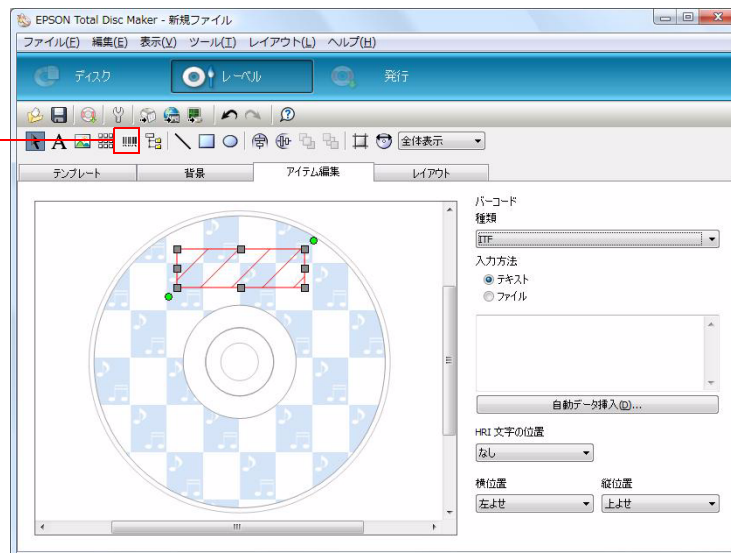 EPSON Total Disc Maker - 新規ファイル
ファイル(F) 編集(E) 表示(V) ツール(T) レイアウト(L) ヘルプ(H)
ディスク レーベル 発行
A 全体表示
テンプレート 背景 アイテム編集 レイアウト
バーコード
種類
ITF
入力方法
テキスト
ファイル
自動データ挿入(D)...
HRI 文字の位置
なし
横位置 縦位置
左よせ 上よせ